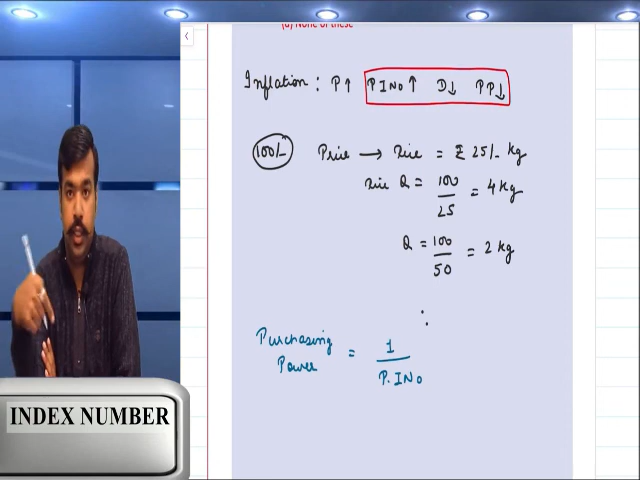 (d) None of these
Inflation : P↑ P INO ↑ D↓ PP↓
100/- Price → Rice = ₹ 25/- kg
Rice Q = 100/25 = 4 kg
Q = 100/50 = 2 kg
Purchasing Power = 1/P.INO
INDEX NUMBER